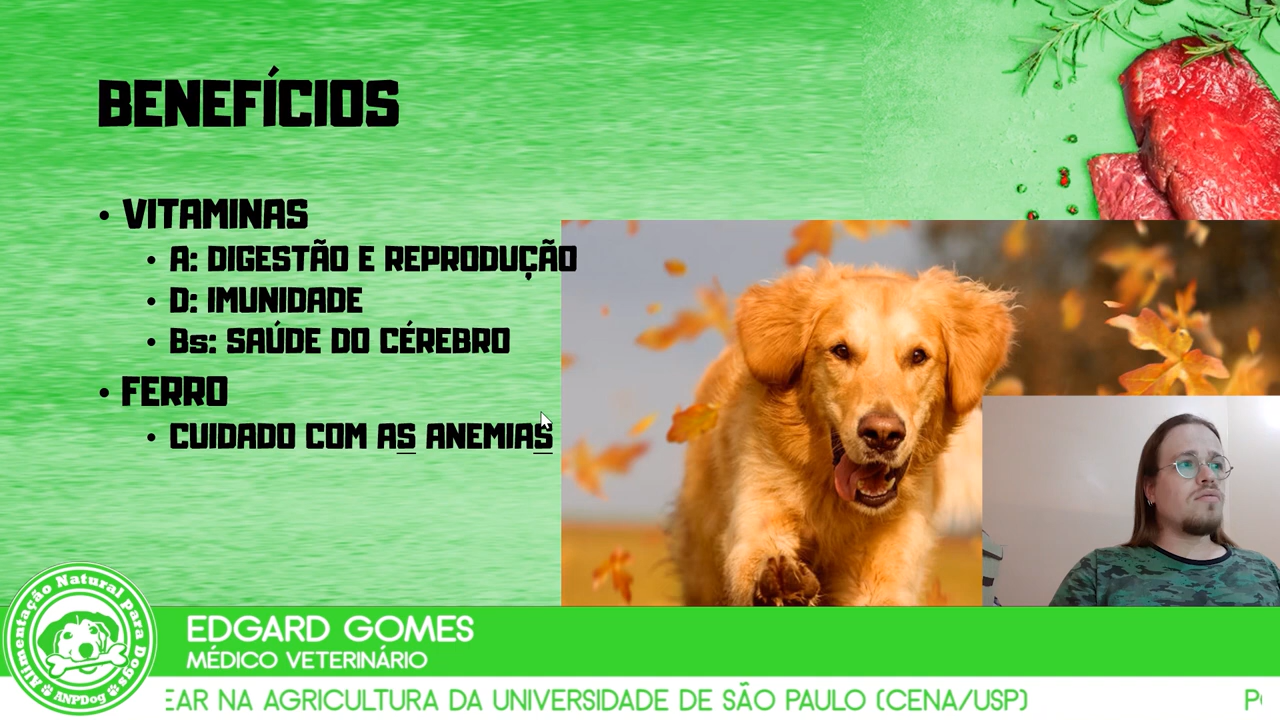 BENEFÍCIOS
• VITAMINAS
• A: DIGESTÃO E REPRODUÇÃO
• D: IMUNIDADE
• Bs: SAÚDE DO CÉREBRO
• FERRO
• CUIDADO COM AS ANEMIAS
Alimentação Natural para Dogs
ANPDog
EDGARD GOMES
MÉDICO VETERINÁRIO
EAR NA AGRICULTURA DA UNIVERSIDADE DE SÃO PAULO (CENA/USP)